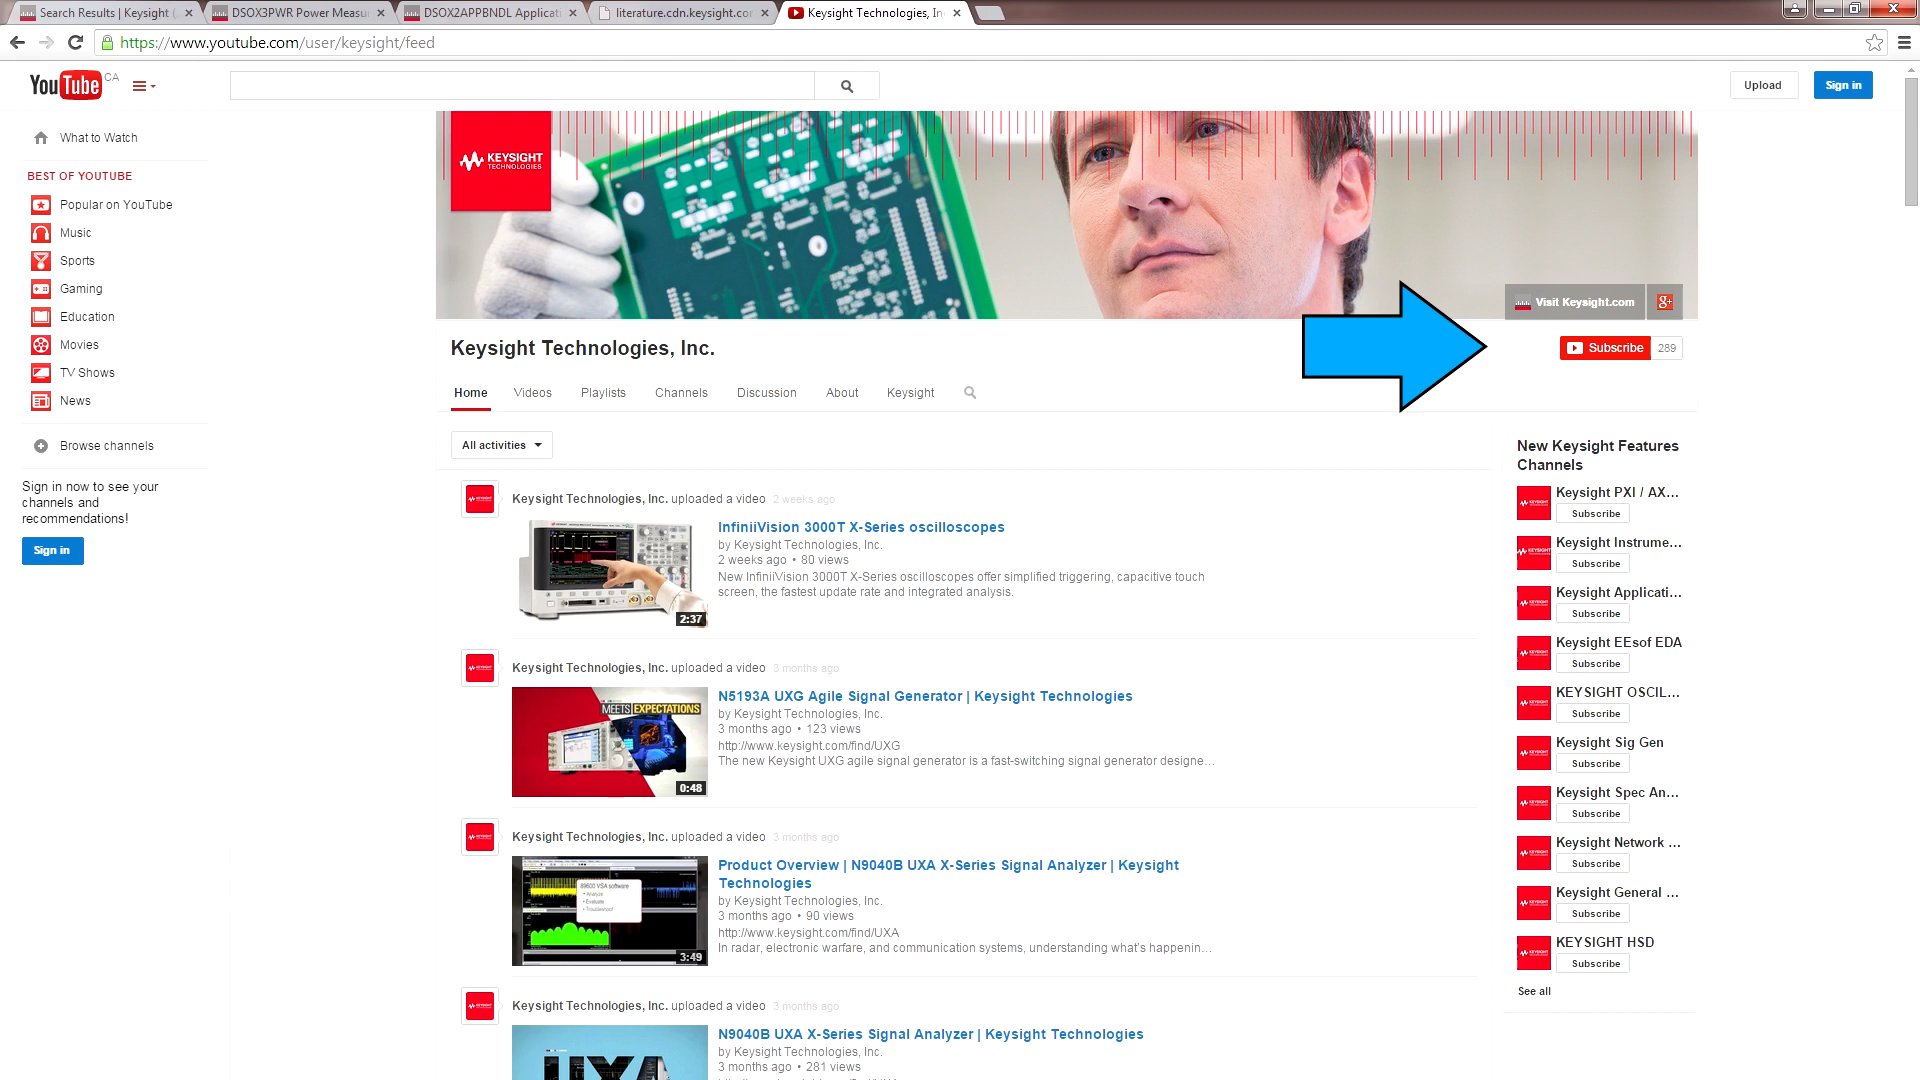 Search Results | Keysight (
DSOX3PWR Power Measu
DSOX2APPBNDL Applicati
literature.cdn.keysight.cor
Keysight Technologies, In
https://www.youtube.com/user/keysight/feed
YouTube CA
Upload
Sign in
What to Watch
BEST OF YOUTUBE
Popular on YouTube
Music
Sports
Gaming
Education
Movies
TV Shows
News
Browse channels
Sign in now to see your
channels and
recommendations!
Sign in
KEYSIGHT
TECHNOLOGIES
Visit Keysight.com
g+
Keysight Technologies, Inc.
Subscribe 289
Home Videos Playlists Channels Discussion About Keysight
All activities
Keysight Technologies, Inc. uploaded a video 2 weeks ago
2:37
InfiniiVision 3000T X-Series oscilloscopes
by Keysight Technologies, Inc.
2 weeks ago • 80 views
New InfiniiVision 3000T X-Series oscilloscopes offer simplified triggering, capacitive touch
screen, the fastest update rate and integrated analysis.
Keysight Technologies, Inc. uploaded a video 3 months ago
MEETS EXPECTATIONS
0:48
N5193A UXG Agile Signal Generator | Keysight Technologies
by Keysight Technologies, Inc.
3 months ago • 123 views
http://www.keysight.com/find/UXG
The new Keysight UXG agile signal generator is a fast-switching signal generator designe...
Keysight Technologies, Inc. uploaded a video 3 months ago
89600 VSA software
• Analyze
• Evaluate
• Troubleshoot
3:49
Product Overview | N9040B UXA X-Series Signal Analyzer | Keysight
Technologies
by Keysight Technologies, Inc.
3 months ago • 90 views
http://www.keysight.com/find/UXA
In radar, electronic warfare, and communication systems, understanding what's happenin...
Keysight Technologies, Inc. uploaded a video 3 months ago
UXA
N9040B UXA X-Series Signal Analyzer | Keysight Technologies
by Keysight Technologies, Inc.
3 months ago • 281 views
New Keysight Features
Channels
Keysight PXI / AX...
Subscribe
Keysight Instrume...
Subscribe
Keysight Applicati...
Subscribe
Keysight EEsof EDA
Subscribe
KEYSIGHT OSCIL...
Subscribe
Keysight Sig Gen
Subscribe
Keysight Spec An...
Subscribe
Keysight Network ...
Subscribe
Keysight General ...
Subscribe
KEYSIGHT HSD
Subscribe
See all